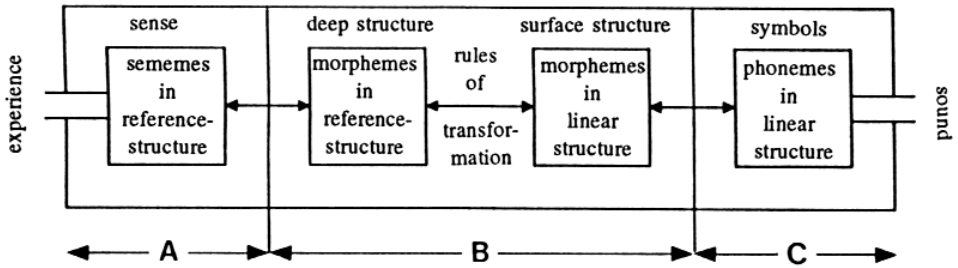 sense
deep structure
surface structure
symbols
experience
sememes
in
reference-
structure
morphemes
in
reference-
structure
rules
of
transfor-
mation
morphemes
in
linear
structure
phonemes
in
linear
structure
sound
A
B
C